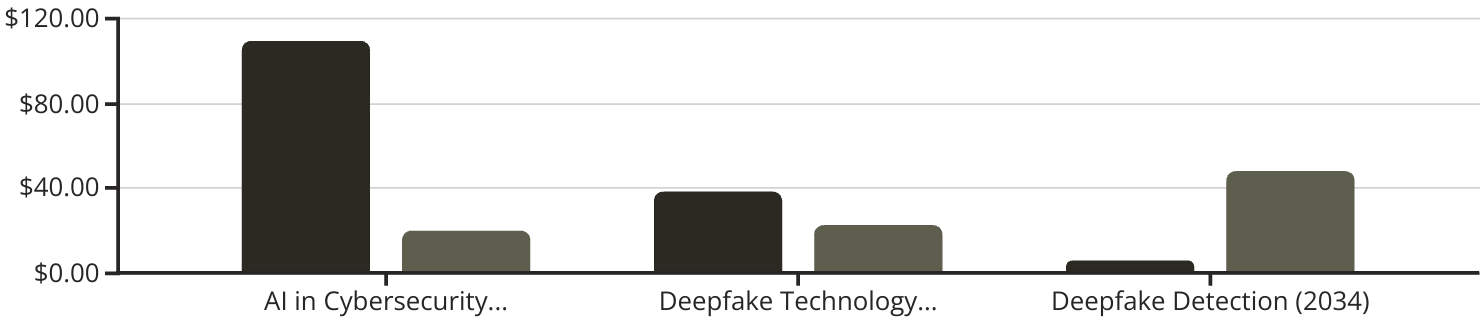 $120.00
$80.00
$40.00
$0.00
AI in Cybersecurity...
Deepfake Technology...
Deepfake Detection (2034)